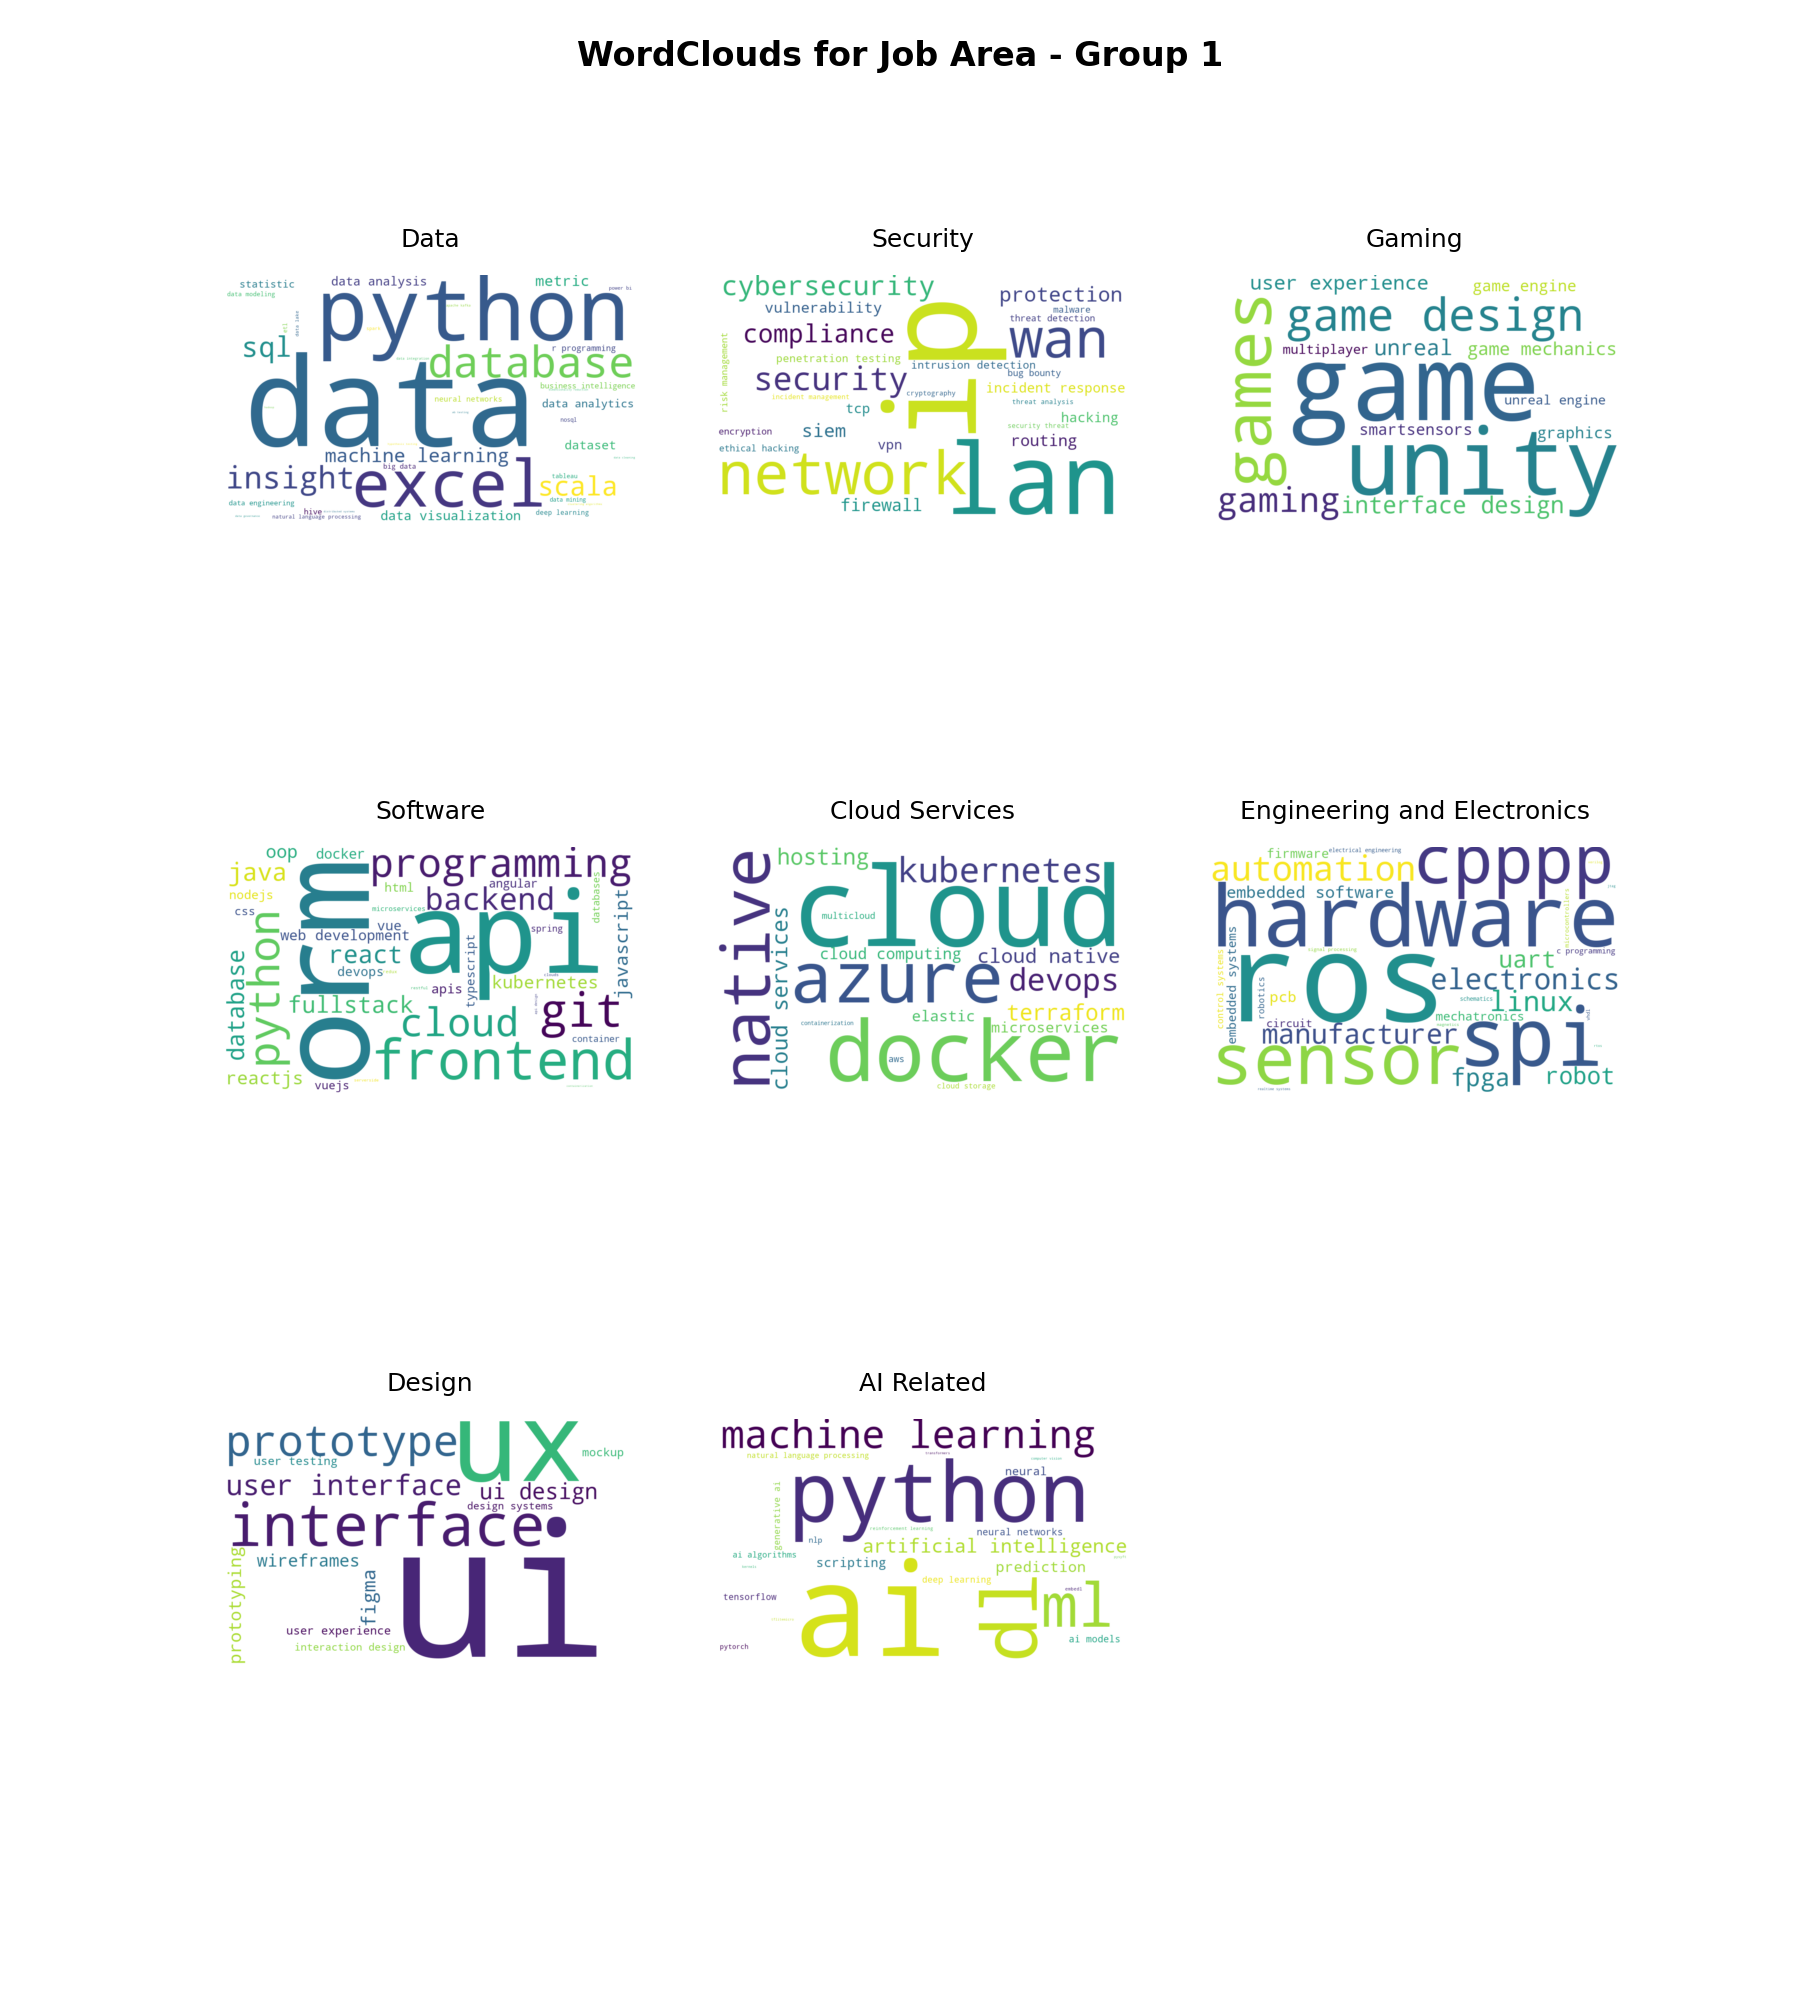 WordClouds for Job Area - Group 1
Data
statistic
data modeling
data analysis
metric
power bi
python
etl
data lake
sql
r programming
database
data
business intelligence
neural networks
data analytics
nosql
dataset
machine learning
big data
insight
excel
tableau
scala
data mining
data engineering
hive
natural language processing
data visualization
deep learning
Security
cybersecurity
protection
vulnerability
malware
threat detection
ip
compliance
wan
penetration testing
intrusion detection
risk management
security
bug bounty
incident response
incident management
cryptography
threat analysis
tcp
hacking
security threat
encryption
siem
routing
ethical hacking
vpn
network
lan
firewall
Gaming
user experience
game engine
games
game design
multiplayer
unreal
game mechanics
game
unreal engine
smartsensors
graphics
unity
gaming
interface design
Software
oop
docker
programming
java
orm
html
angular
nodejs
backend
databases
css
microservices
javascript
python
api
vue
spring
web development
react
typescript
devops
database
apis
kubernetes
fullstack
git
cloud
container
frontend
reactjs
vuejs
Cloud Services
native
hosting
kubernetes
cloud
multicloud
cloud services
cloud computing
cloud native
azure
devops
elastic
terraform
containerization
microservices
docker
aws
cloud storage
Engineering and Electronics
firmware
electrical engineering
cpppp
automation
embedded software
hardware
microcontrollers
signal processing
c programming
control systems
embedded systems
ros
uart
robotics
electronics
pcb
schematics
linux
circuit
mechatronics
manufacturer
spi
sensor
fpga
robot
Design
prototype
ux
mockup
user testing
user interface
ui design
design systems
interface
prototyping
wireframes
figma
ui
user experience
interaction design
AI Related
machine learning
natural language processing
python
neural
generative ai
reinforcement learning
neural networks
nlp
artificial intelligence
ai algorithms
scripting
prediction
ai
deep learning
dl
ml
tensorflow
ai models
pytorch